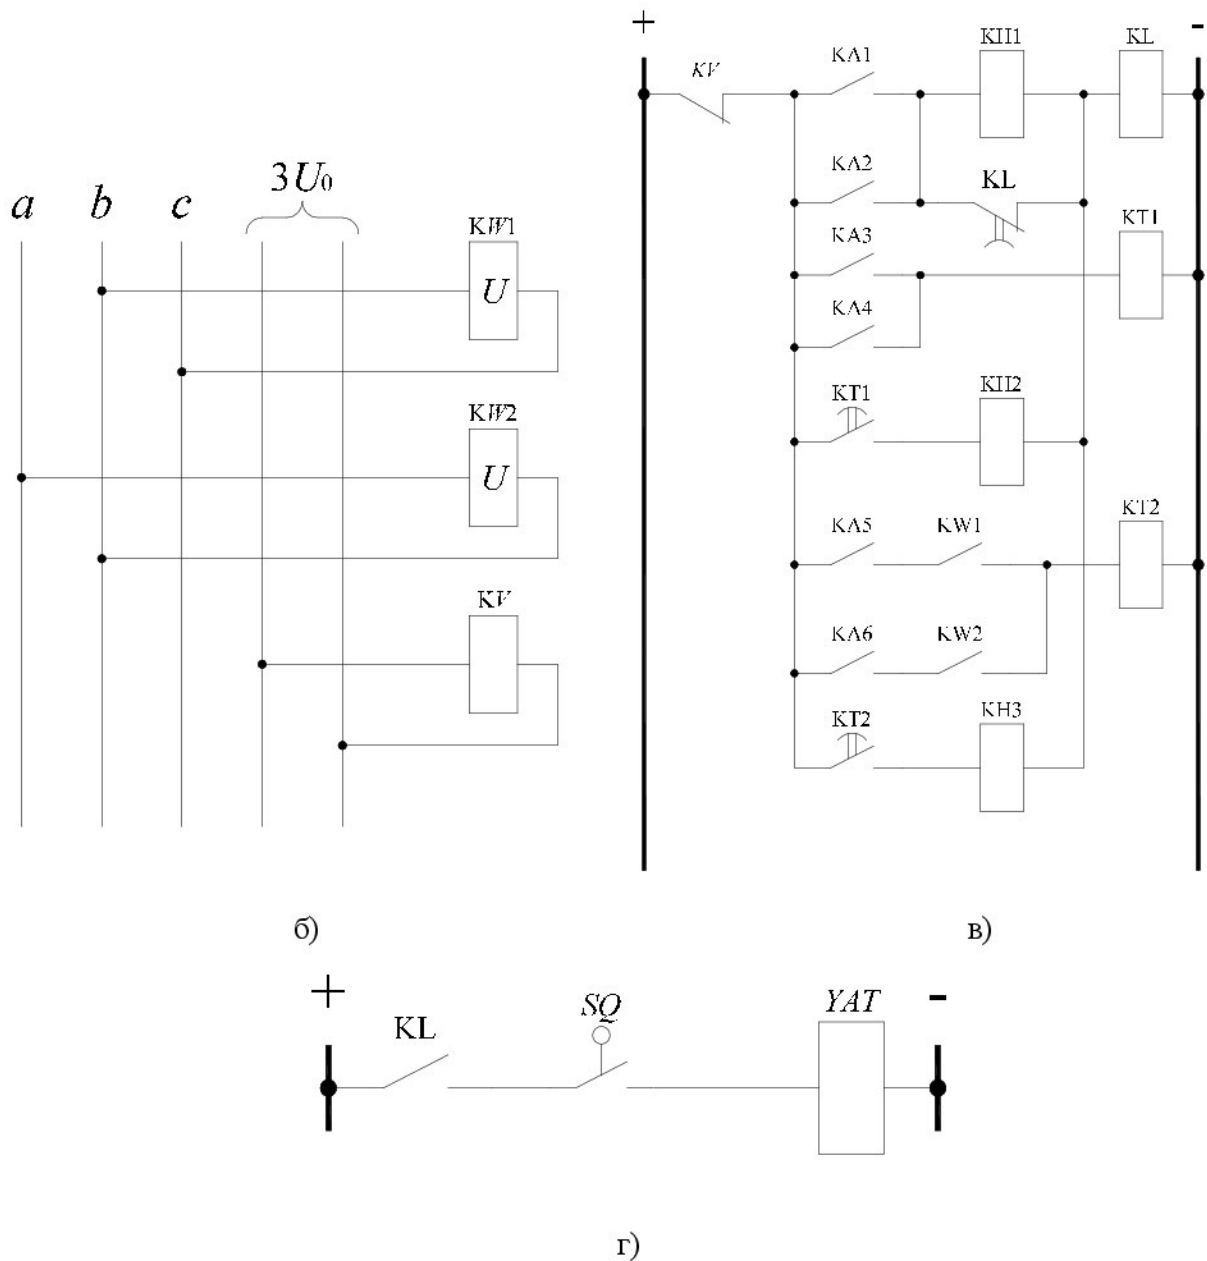 + -
KV
KA1
KH1
KL
KA2
KL
KA3
KT1
KA4
KT1
KH2
KA5
KW1
KT2
KA6
KW2
KT2
KH3
a b c 3U0
KW1
U
KW2
U
KV
б)
в)
+ -
KL
SQ
YAT
г)